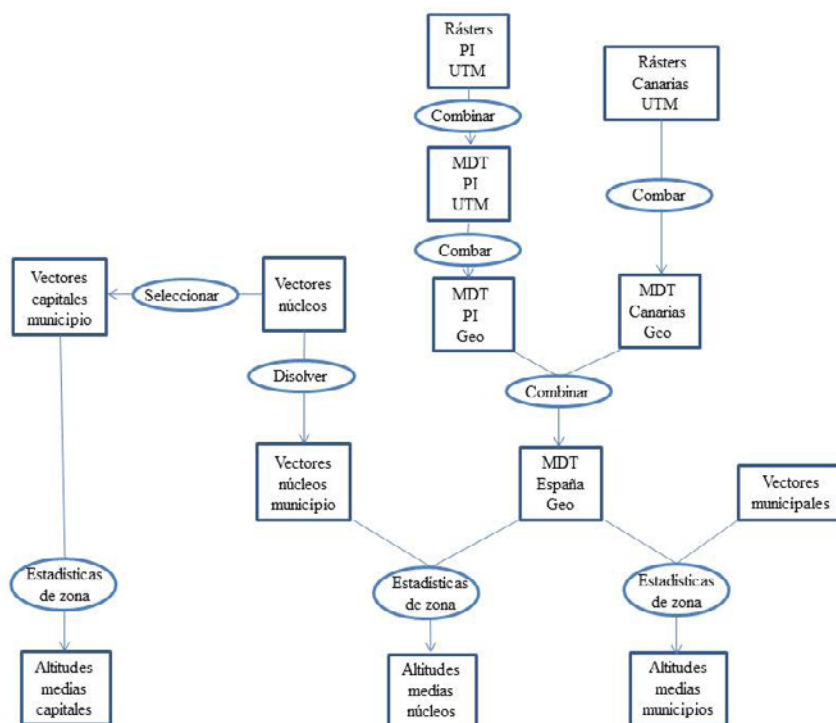 Rásters
PI
UTM
Rásters
Canarias
UTM
Combinar
MDT
PI
UTM
Combar
Combar
Vectores
capitales
municipio
Seleccionar
Vectores
núcleos
MDT
PI
Geo
MDT
Canarias
Geo
Disolver
Combinar
Vectores
núcleos
municipio
MDT
España
Geo
Vectores
municipales
Estadísticas
de zona
Estadísticas
de zona
Estadísticas
de zona
Altitudes
medias
capitales
Altitudes
medias
núcleos
Altitudes
medias
municipios